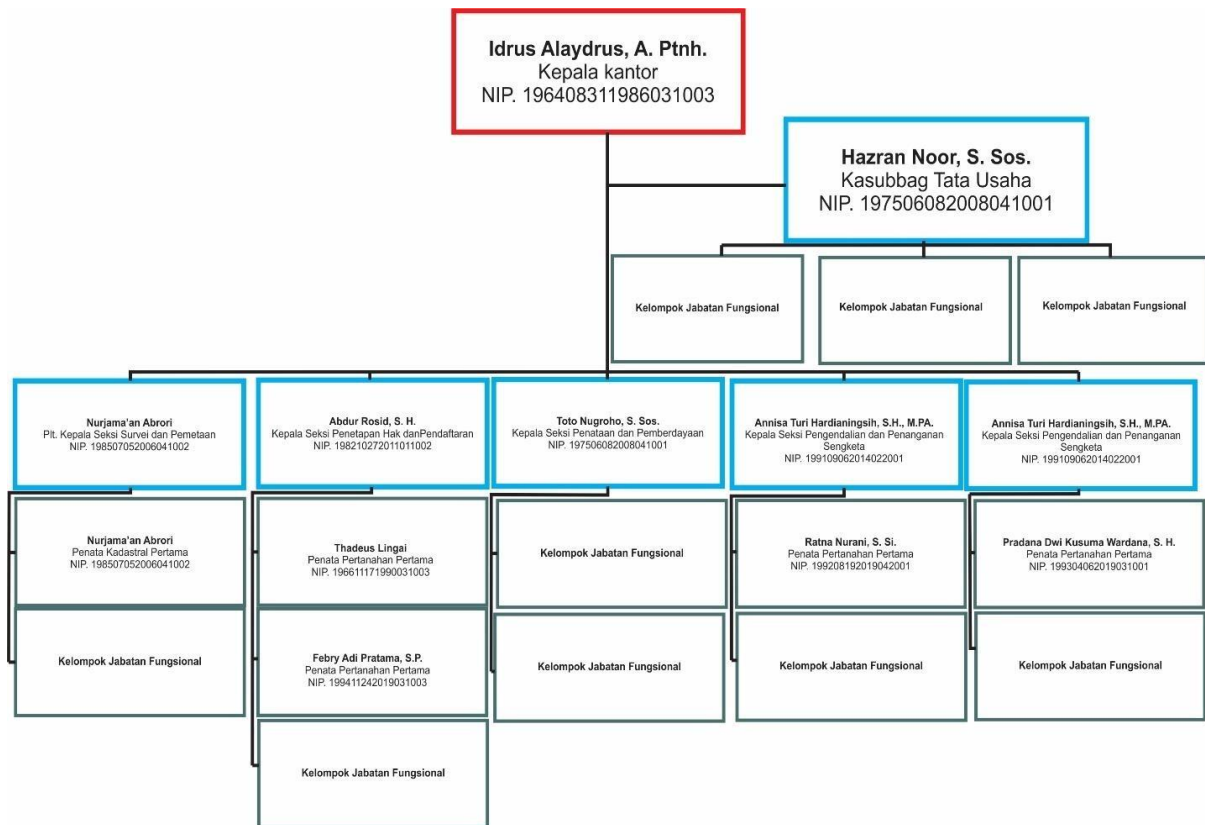 Idrus Alaydrus, A. Ptnh.
Kepala kantor
NIP. 196408311986031003
Hazran Noor, S. Sos.
Kasubbag Tata Usaha
NIP. 197506082008041001
Kelompok Jabatan Fungsional
Kelompok Jabatan Fungsional
Kelompok Jabatan Fungsional
Nurjama'an Abrori
Plt. Kepala Seksi Survei dan Pemetaan
NIP. 198507052006041002
Abdur Rosid, S. H.
Kepala Seksi Penetapan Hak danPendaftaran
NIP. 198210272011011002
Toto Nugroho, S. Sos.
Kepala Seksi Penataan dan Pemberdayaan
NIP. 197506082008041001
Annisa Turi Hardianingsih, S.H., M.PA.
Kepala Seksi Pengendalian dan Penanganan
Sengketa
NIP. 199109062014022001
Annisa Turi Hardianingsih, S.H., M.PA.
Kepala Seksi Pengendalian dan Penanganan
Sengketa
NIP. 199109062014022001
Nurjama'an Abrori
Penata Kadastral Pertama
NIP. 198507052006041002
Thadeus Lingai
Penata Pertanahan Pertama
NIP. 196611171990031003
Kelompok Jabatan Fungsional
Ratna Nurani, S. Si.
Penata Pertanahan Pertama
NIP. 199208192019042001
Pradana Dwi Kusuma Wardana, S. H.
Penata Pertanahan Pertama
NIP. 199304062019031001
Kelompok Jabatan Fungsional
Febry Adi Pratama, S.P.
Penata Pertanahan Pertama
NIP. 199411242019031003
Kelompok Jabatan Fungsional
Kelompok Jabatan Fungsional
Kelompok Jabatan Fungsional
Kelompok Jabatan Fungsional